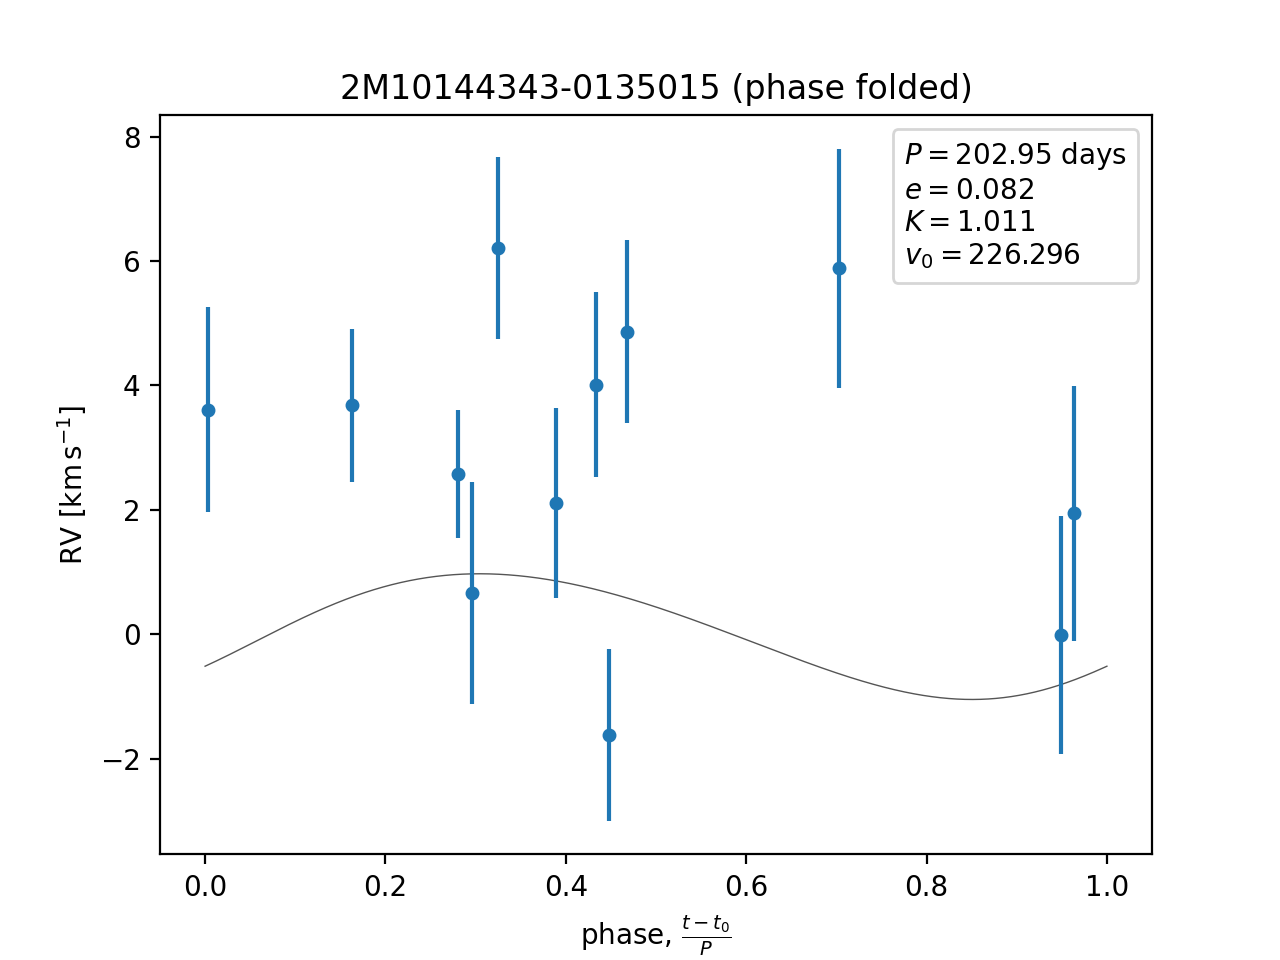 2M10144343-0135015 (phase folded)
P = 202.95 days
e = 0.082
K = 1.011
v₀ = 226.296
RV [km s⁻¹]
8
6
4
2
0
−2
0.0 0.2 0.4 0.6 0.8 1.0
phase, (t − t₀)/P